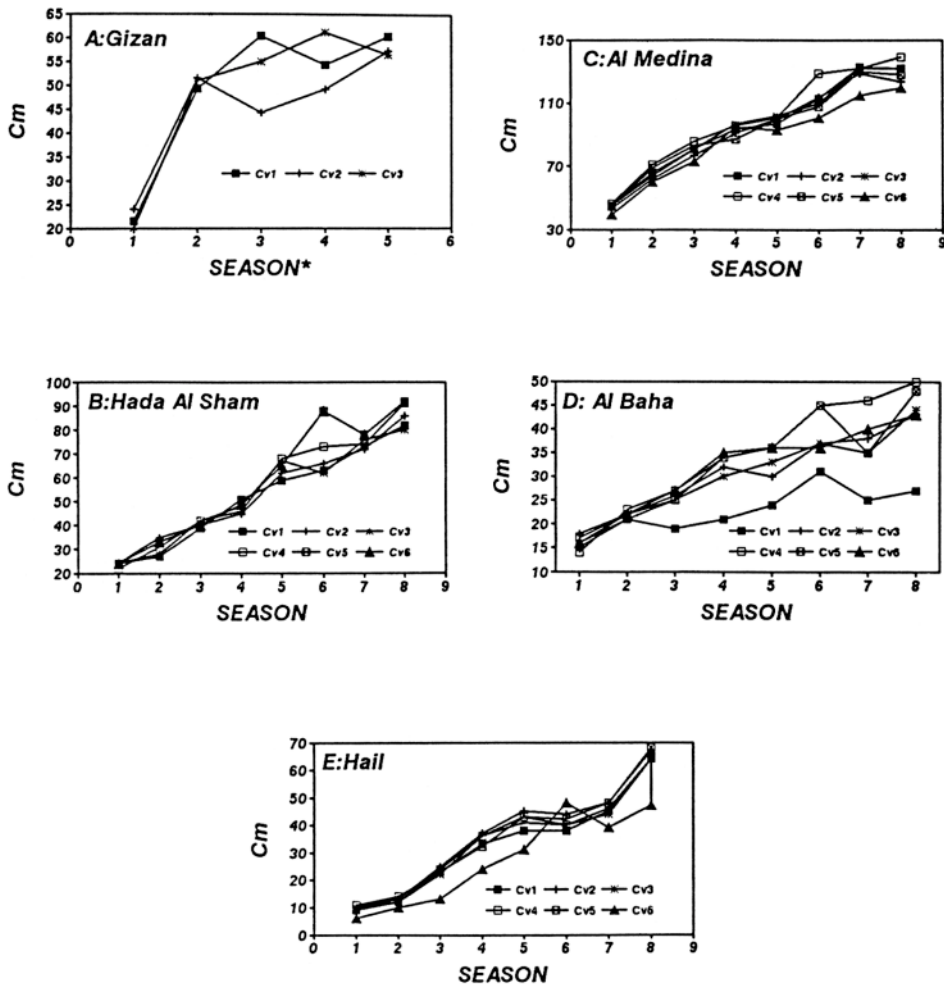 A:Gizan
Cm
65
60
55
50
45
40
35
30
25
20
Cv1 Cv2 Cv3
0 1 2 3 4 5 6
SEASON*
C:Al Medina
Cm
150
110
70
30
Cv1 Cv2 Cv3
Cv4 Cv5 Cv6
0 1 2 3 4 5 6 7 8 9
SEASON
B:Hada Al Sham
Cm
100
90
80
70
60
50
40
30
20
Cv1 Cv2 Cv3
Cv4 Cv5 Cv6
0 1 2 3 4 5 6 7 8 9
SEASON
D: Al Baha
Cm
50
45
40
35
30
25
20
15
10
Cv1 Cv2 Cv3
Cv4 Cv5 Cv6
1 2 3 4 5 6 7 8
SEASON
E:Hail
Cm
70
60
50
40
30
20
10
0
Cv1 Cv2 Cv3
Cv4 Cv5 Cv6
0 1 2 3 4 5 6 7 8 9
SEASON